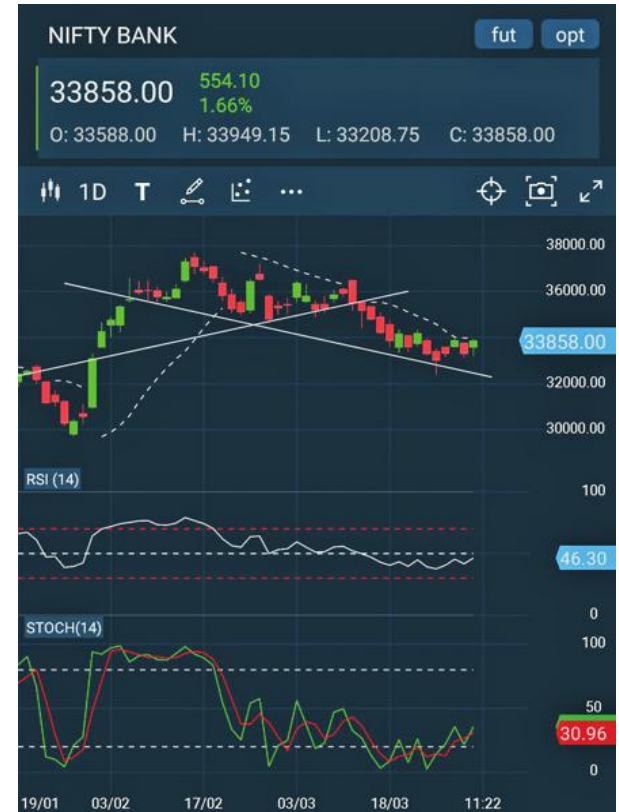 NIFTY BANK
fut
opt
33858.00
554.10
1.66%
O: 33588.00 H: 33949.15 L: 33208.75 C: 33858.00
1D T
38000.00
36000.00
33858.00
32000.00
30000.00
RSI (14)
100
46.30
0
STOCH(14)
100
50
30.96
0
19/01 03/02 17/02 03/03 18/03 11:22